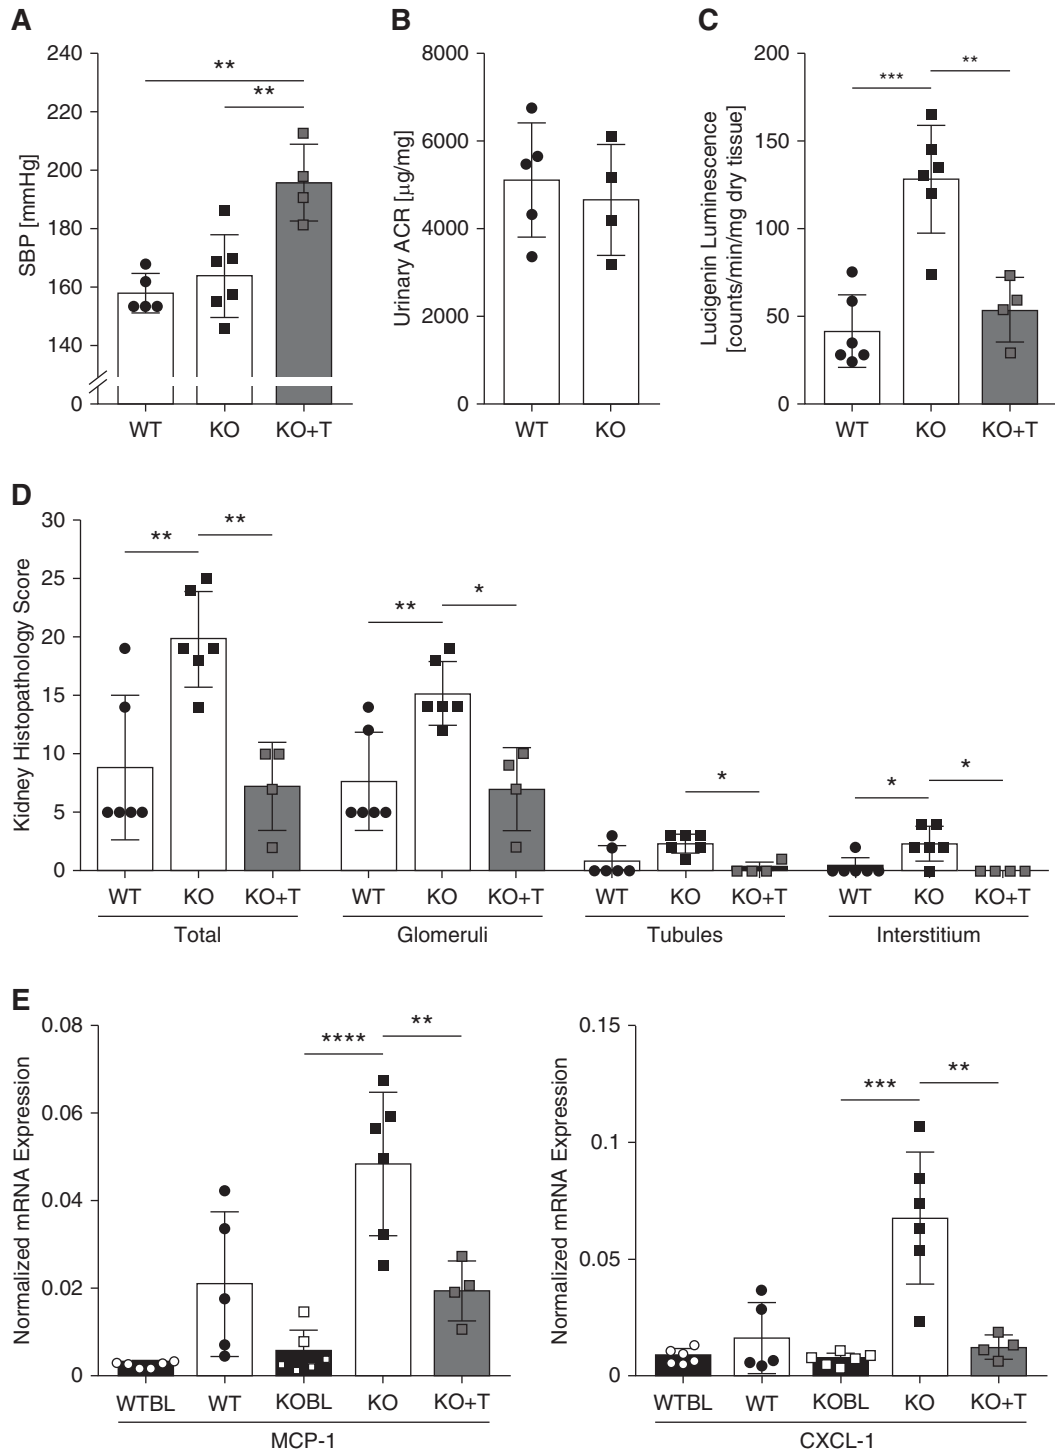 A
B
C
SBP [mmHg]
240
220
200
180
160
140
0
**
**
WT
KO
KO+T
Urinary ACR [μg/mg]
8000
6000
4000
2000
0
WT
KO
Lucigenin Luminescence
[counts/min/mg dry tissue]
200
150
100
50
0
***
**
WT
KO
KO+T
D
Kidney Histopathology Score
30
25
20
15
10
5
0
**
**
**
*
*
*
*
WT KO KO+T WT KO KO+T WT KO KO+T WT KO KO+T
Total Glomeruli Tubules Interstitium
E
Normalized mRNA Expression
0.08
0.06
0.04
0.02
0
****
**
WTBL WT KOBL KO KO+T
MCP-1
Normalized mRNA Expression
0.15
0.1
0.05
0
***
**
WTBL WT KOBL KO KO+T
CXCL-1